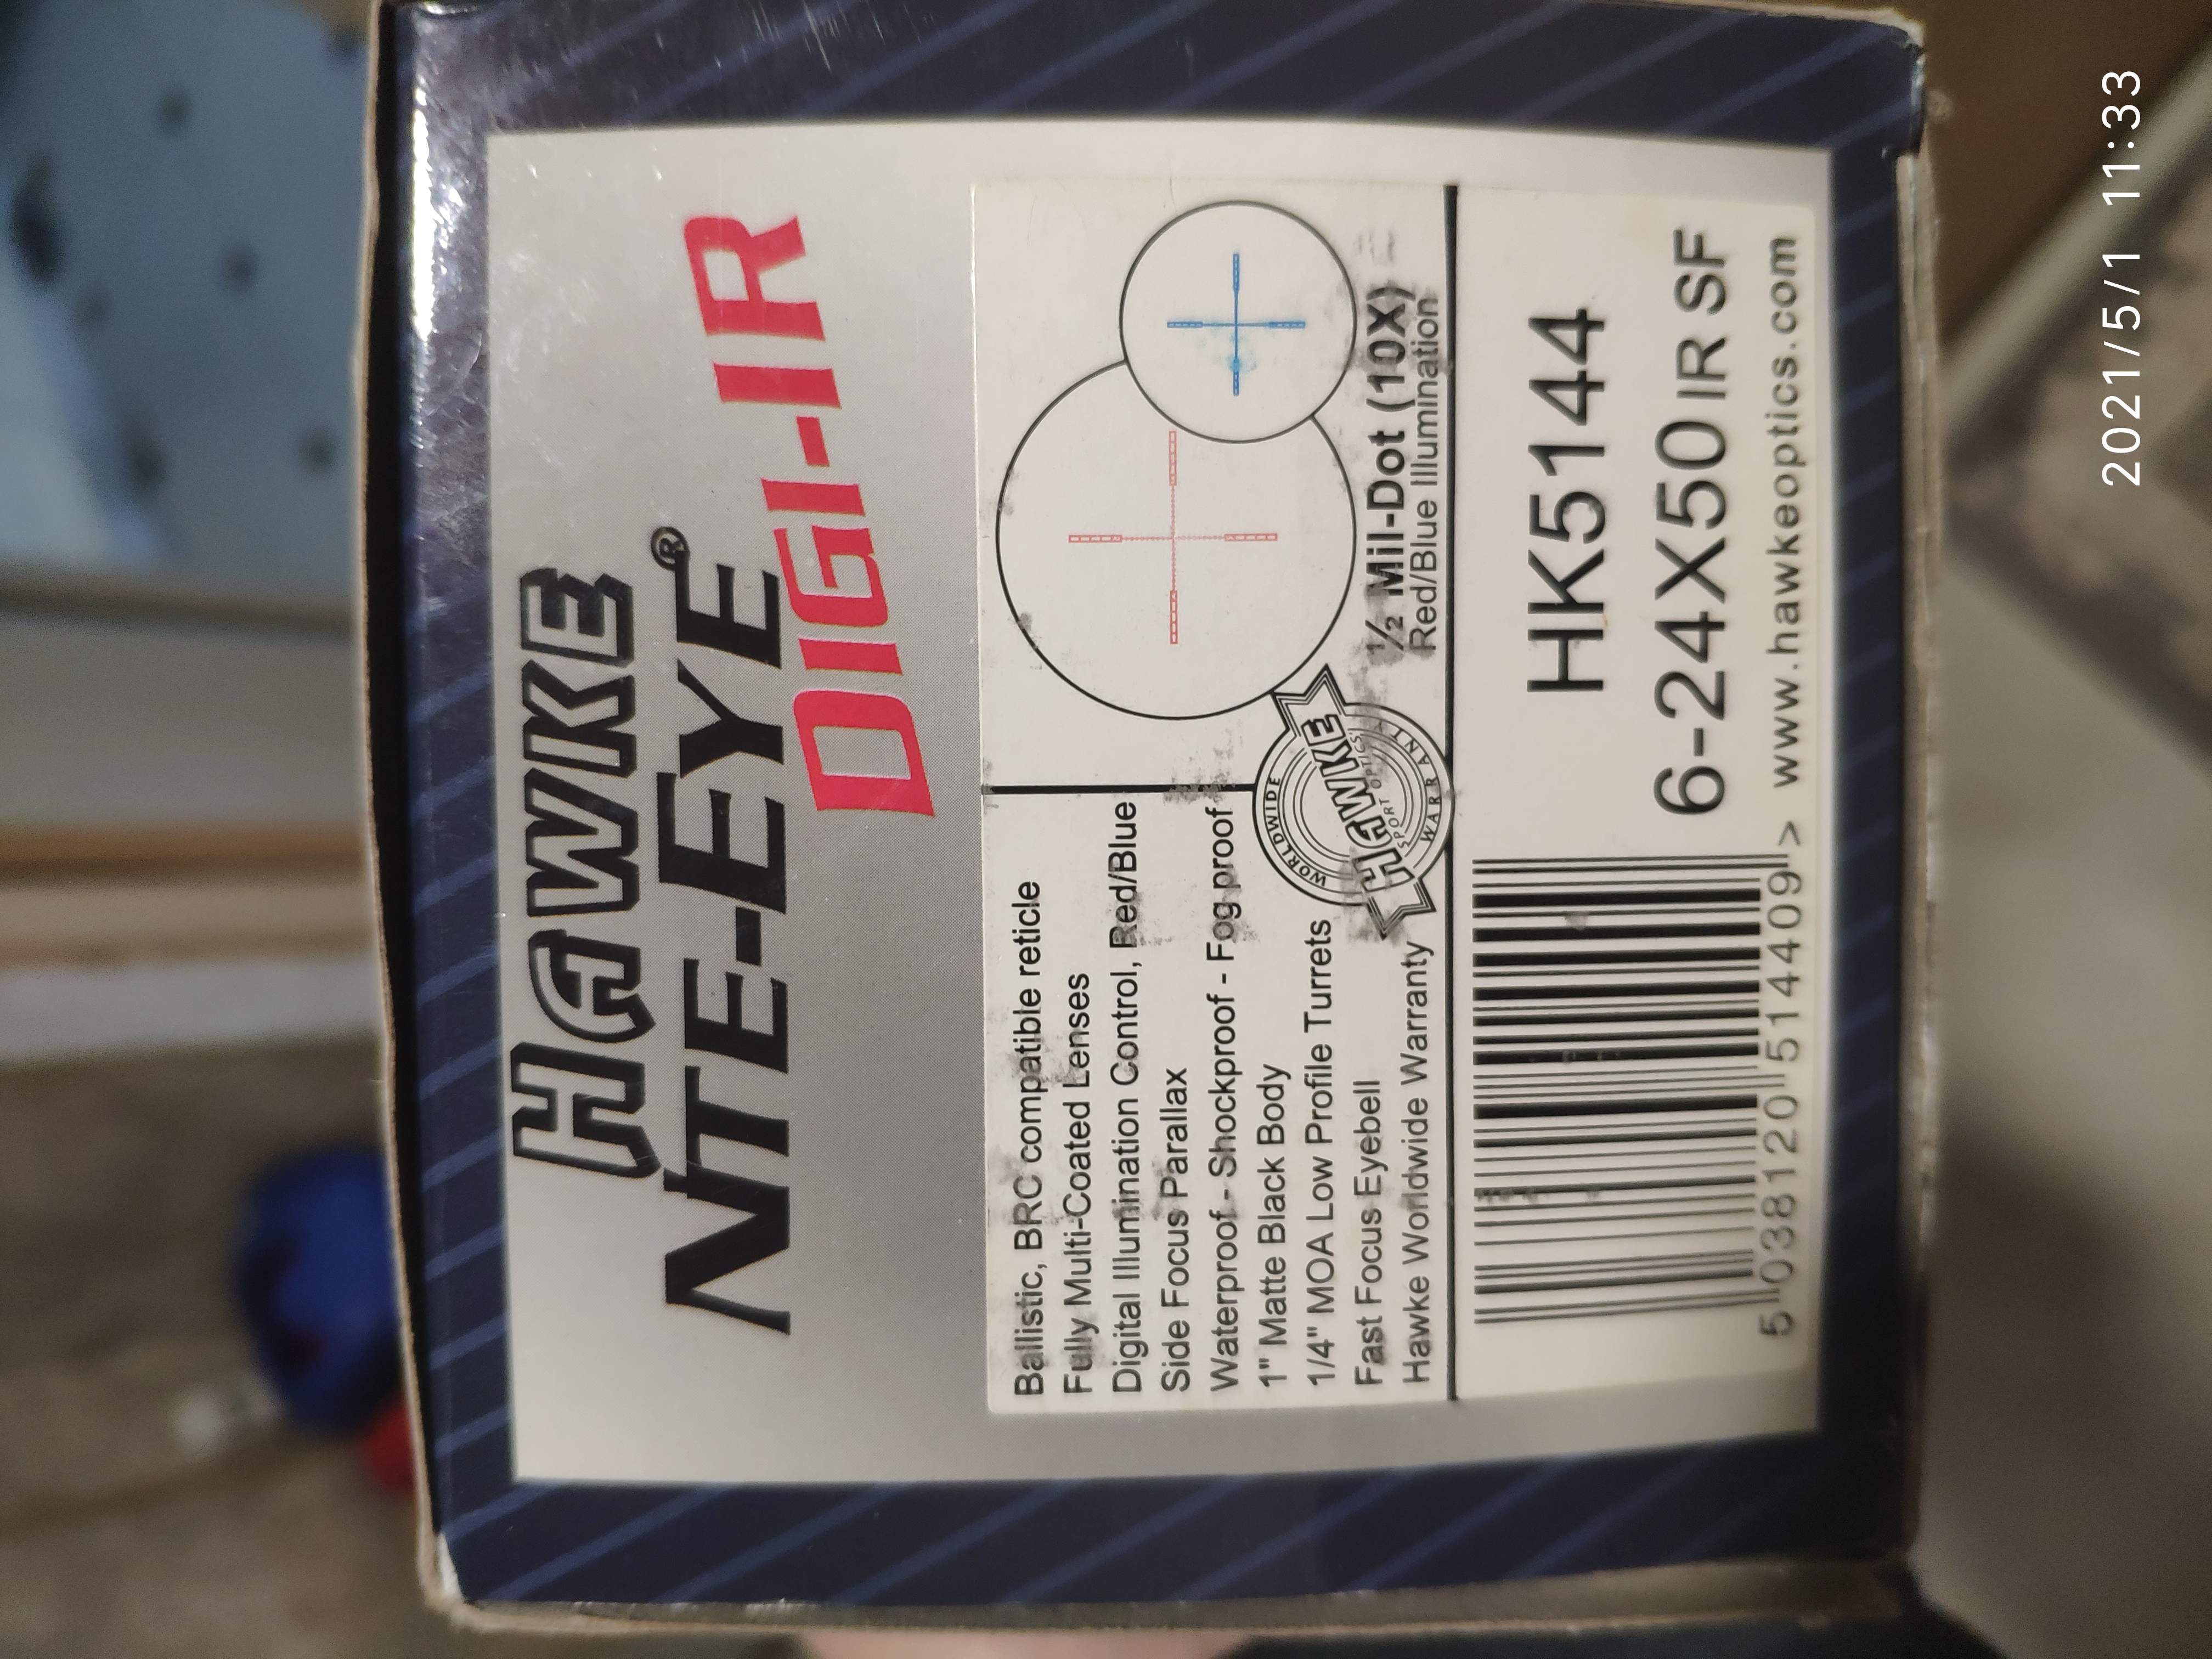 HAWKE
NTE-EYE®
DIGI-IR
Ballistic, BRC compatible reticle
Fully Multi-Coated Lenses
Digital Illumination Control, Red/Blue
Side Focus Parallax
Waterproof - Shockproof - Fog proof
1" Matte Black Body
1/4" MOA Low Profile Turrets
Fast Focus Eyebell
Hawke Worldwide Warranty
WORLDWIDE
HAWKE
SPORT OPTICS
WARRANTY
½ Mil-Dot (10X)
Red/Blue Illumination
HK5144
6-24X50 IR SF
5 038120 514409 >
www.hawkeoptics.com
2021/5/1 11:33